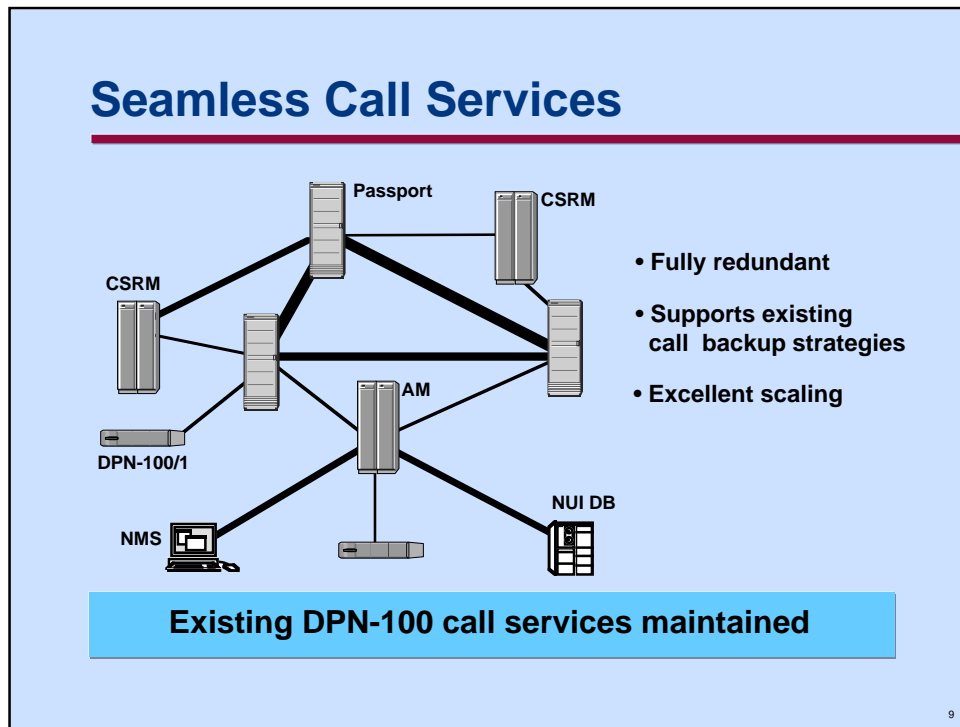 Seamless Call Services
Passport
CSRM
CSRM
• Fully redundant
• Supports existing
call backup strategies
AM
• Excellent scaling
DPN-100/1
NUI DB
NMS
Existing DPN-100 call services maintained
9